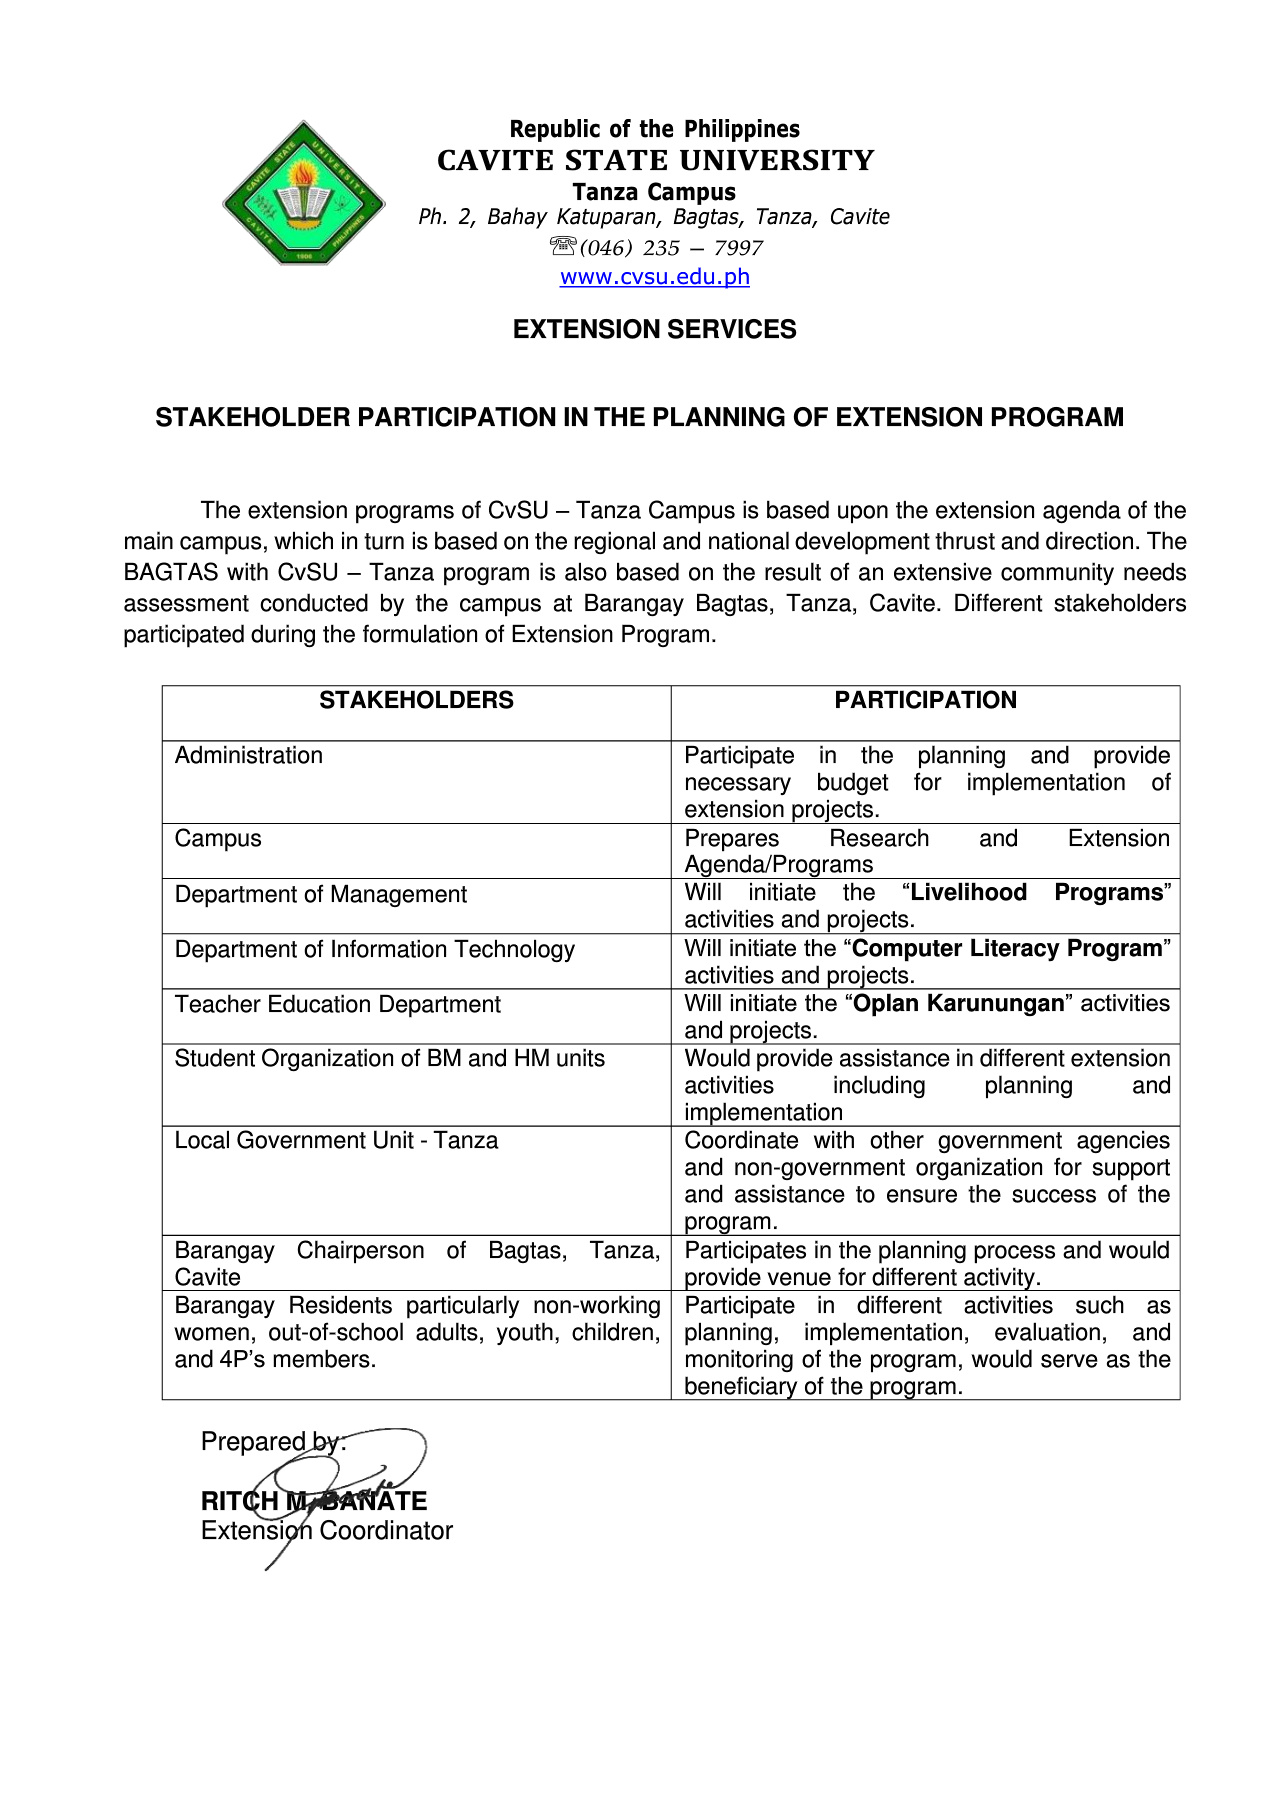 Republic of the Philippines
CAVITE STATE UNIVERSITY
Tanza Campus
Ph. 2, Bahay Katuparan, Bagtas, Tanza, Cavite
☏(046) 235 – 7997
www.cvsu.edu.ph
CAVITE STATE UNIVERSITY
CAVITE PHILIPPINES
1906
EXTENSION SERVICES
STAKEHOLDER PARTICIPATION IN THE PLANNING OF EXTENSION PROGRAM
The extension programs of CvSU – Tanza Campus is based upon the extension agenda of the
main campus, which in turn is based on the regional and national development thrust and direction. The
BAGTAS with CvSU – Tanza program is also based on the result of an extensive community needs
assessment conducted by the campus at Barangay Bagtas, Tanza, Cavite. Different stakeholders
participated during the formulation of Extension Program.
STAKEHOLDERS
PARTICIPATION
Administration
Participate in the planning and provide
necessary budget for implementation of
extension projects.
Campus
Prepares Research and Extension
Agenda/Programs
Department of Management
Will initiate the “Livelihood Programs”
activities and projects.
Department of Information Technology
Will initiate the “Computer Literacy Program”
activities and projects.
Teacher Education Department
Will initiate the “Oplan Karunungan” activities
and projects.
Student Organization of BM and HM units
Would provide assistance in different extension
activities including planning and
implementation
Local Government Unit - Tanza
Coordinate with other government agencies
and non-government organization for support
and assistance to ensure the success of the
program.
Barangay Chairperson of Bagtas, Tanza,
Cavite
Participates in the planning process and would
provide venue for different activity.
Barangay Residents particularly non-working
women, out-of-school adults, youth, children,
and 4P’s members.
Participate in different activities such as
planning, implementation, evaluation, and
monitoring of the program, would serve as the
beneficiary of the program.
Prepared by:
RITCH M. BANATE
Extension Coordinator